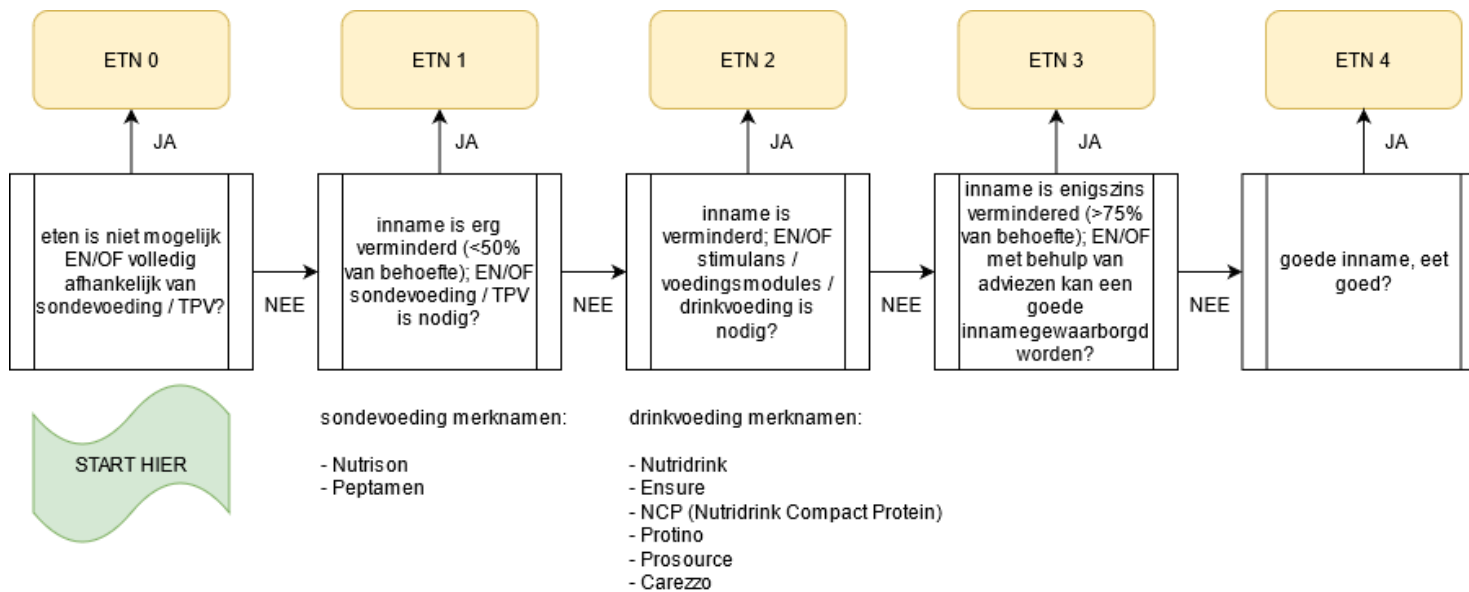 ETN 0
ETN 1
ETN 2
ETN 3
ETN 4
JA
JA
JA
JA
JA
eten is niet mogelijk
EN/OF volledig
afhankelijk van
sondevoeding / TPV?
NEE
inname is erg
verminderd (<50%
van behoefte); EN/OF
sondevoeding / TPV
is nodig?
NEE
inname is
verminderd; EN/OF
stimulans /
voedingsmodules /
drinkvoeding is
nodig?
NEE
inname is enigszins
vermindered (>75%
van behoefte); EN/OF
met behulp van
adviezen kan een
goede
innamegewaarborgd
worden?
NEE
goede inname, eet
goed?
START HIER
sondevoeding merknamen:
- Nutrison
- Peptamen
drinkvoeding merknamen:
- Nutridrink
- Ensure
- NCP (Nutridrink Compact Protein)
- Protino
- Prosource
- Carezzo